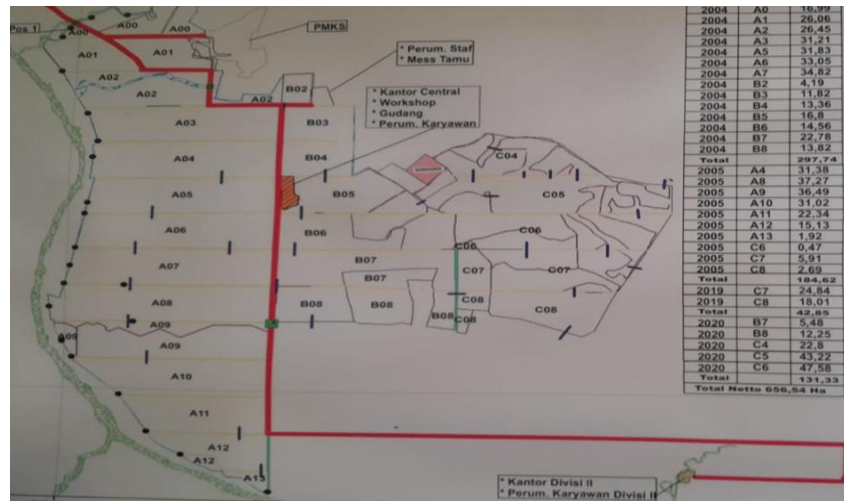 Pos 1
A00
A00
A00
PMKS
A01
A01
* Perum. Staf
* Mess Tamu
A02
A02
A02
B02
* Kantor Central
* Workshop
* Gudang
* Perum. Karyawan
A03
B03
A04
B04
C04
A05
B05
C05
A06
B06
C06
C06
A07
B07
B07
C07
C07
A08
B08
B08
B08
C08
C08
C08
A09
A09
A09
A10
A11
A12
A12
A13
* Kantor Divisi II
* Perum. Karyawan Divisi II
2004 A0 16,99
2004 A1 26,06
2004 A2 26,45
2004 A3 31,21
2004 A5 31,83
2004 A6 33,05
2004 A7 34,82
2004 B2 4,19
2004 B3 11,82
2004 B4 13,36
2004 B5 16,8
2004 B6 14,56
2004 B7 22,78
2004 B8 13,82
Total 297,74
2005 A4 31,38
2005 A8 37,27
2005 A9 36,49
2005 A10 31,02
2005 A11 22,34
2005 A12 15,13
2005 A13 1,92
2005 C6 0,47
2005 C7 5,91
2005 C8 2,69
Total 184,62
2019 C7 24,84
2019 C8 18,01
Total 42,85
2020 B7 5,48
2020 B8 12,25
2020 C4 22,8
2020 C5 43,22
2020 C6 47,58
Total 131,33
Total Netto 656,54 Ha